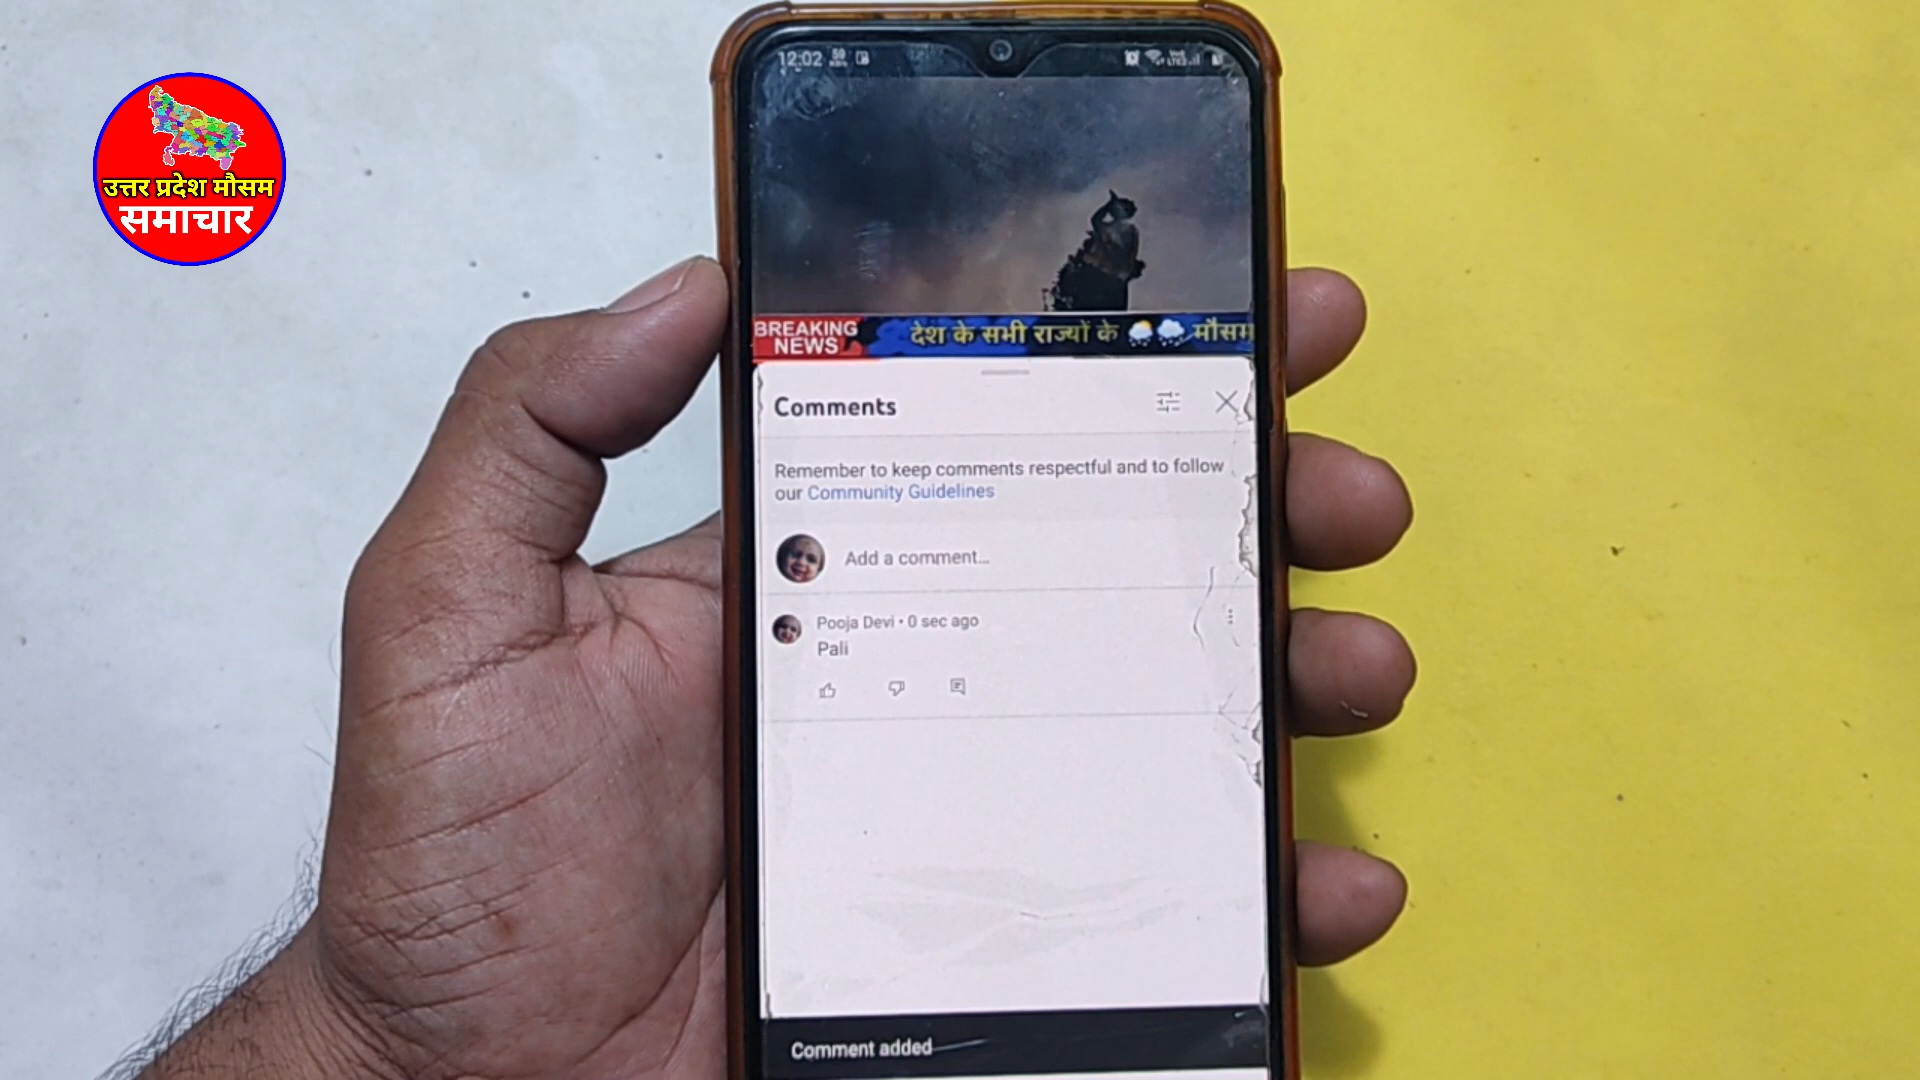 उत्तर प्रदेश मौसम
समाचार
12:02
BREAKING
NEWS
देश के सभी राज्यों के मौसम
Comments
Remember to keep comments respectful and to follow
our Community Guidelines
Add a comment...
Pooja Devi • 0 sec ago
Pali
Comment added